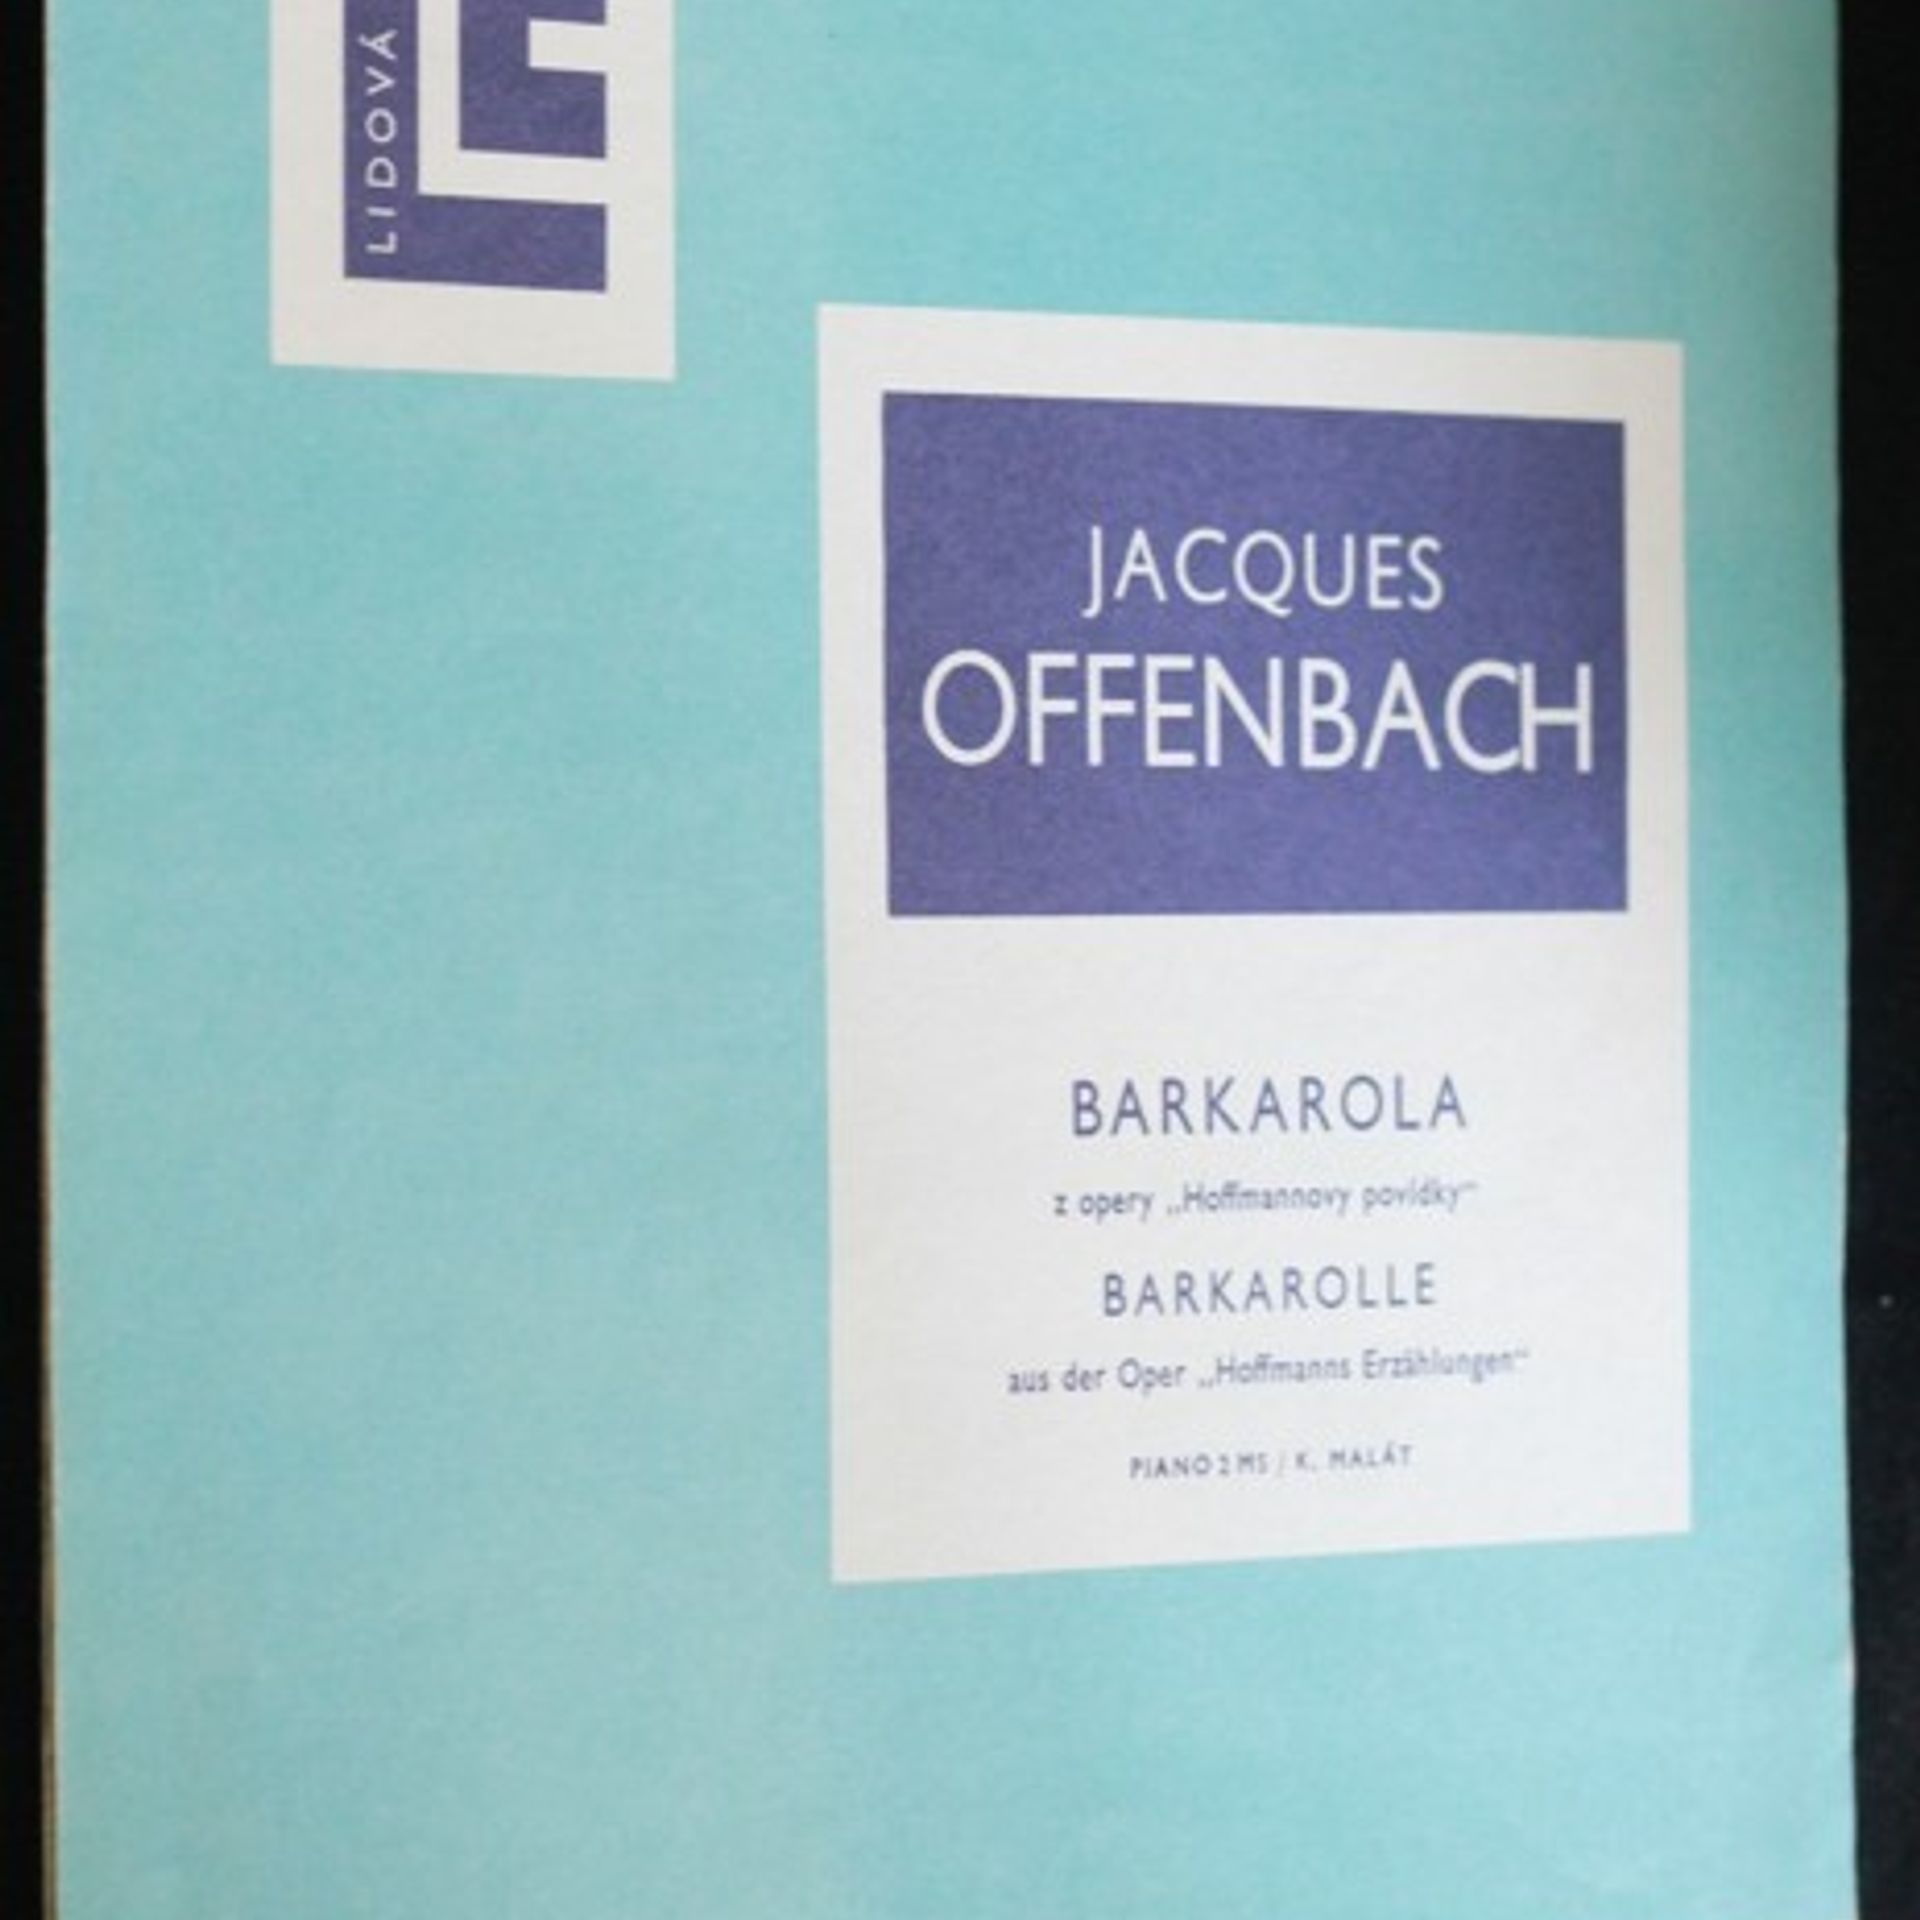 LIDOVÁ
JACQUES
OFFENBACH
BARKAROLA
z opery „Hoffmannovy povídky“
BARKAROLLE
aus der Oper „Hoffmanns Erzählungen“
PIANO 2 MS / K. MALÁT